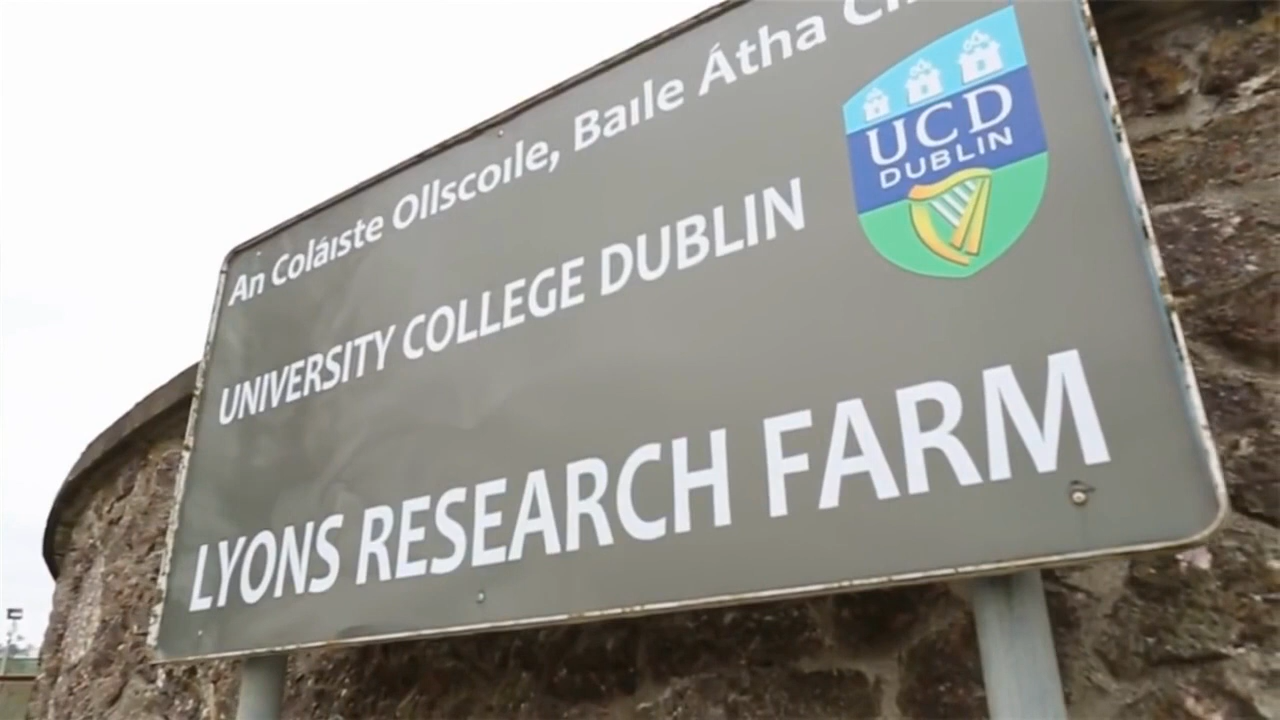 An Coláiste Ollscoile, Baile Átha
UCD
DUBLIN
UNIVERSITY COLLEGE DUBLIN
LYONS RESEARCH FARM